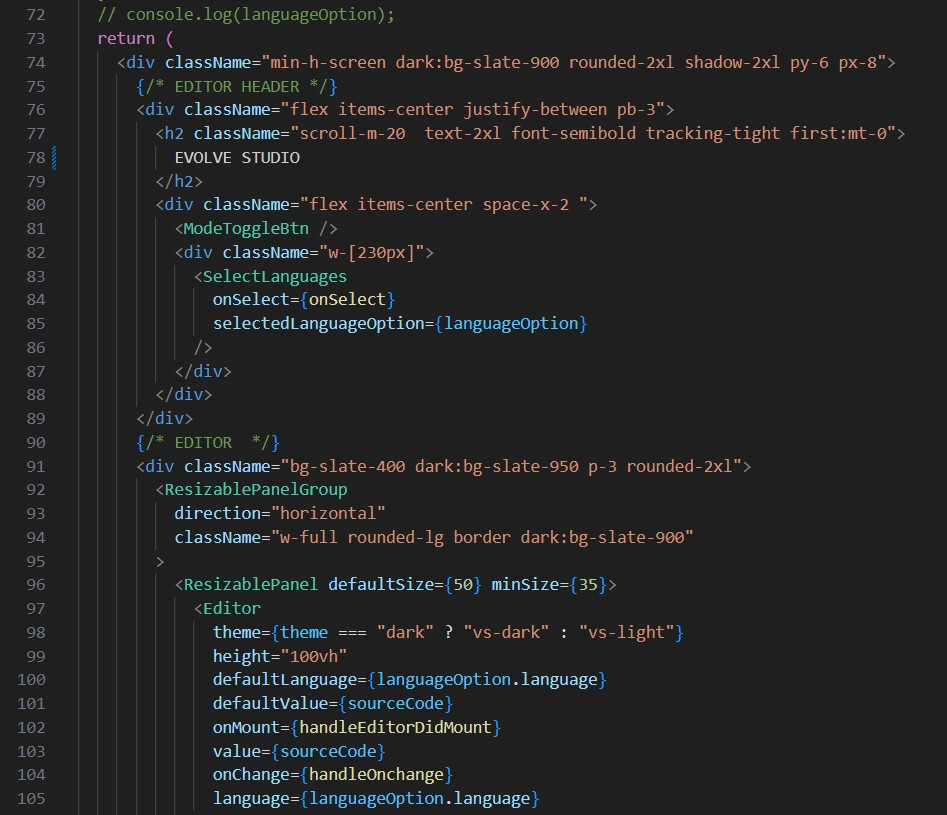 72 // console.log(languageOption);
73 return (
74 <div className="min-h-screen dark:bg-slate-900 rounded-2xl shadow-2xl py-6 px-8">
75 {/* EDITOR HEADER */}
76 <div className="flex items-center justify-between pb-3">
77 <h2 className="scroll-m-20  text-2xl font-semibold tracking-tight first:mt-0">
78 EVOLVE STUDIO
79 </h2>
80 <div className="flex items-center space-x-2 ">
81 <ModeToggleBtn />
82 <div className="w-[230px]">
83 <SelectLanguages
84 onSelect={onSelect}
85 selectedLanguageOption={languageOption}
86 />
87 </div>
88 </div>
89 </div>
90 {/* EDITOR  */}
91 <div className="bg-slate-400 dark:bg-slate-950 p-3 rounded-2xl">
92 <ResizablePanelGroup
93 direction="horizontal"
94 className="w-full rounded-lg border dark:bg-slate-900"
95 >
96 <ResizablePanel defaultSize={50} minSize={35}>
97 <Editor
98 theme={theme === "dark" ? "vs-dark" : "vs-light"}
99 height="100vh"
100 defaultLanguage={languageOption.language}
101 defaultValue={sourceCode}
102 onMount={handleEditorDidMount}
103 value={sourceCode}
104 onChange={handleOnchange}
105 language={languageOption.language}